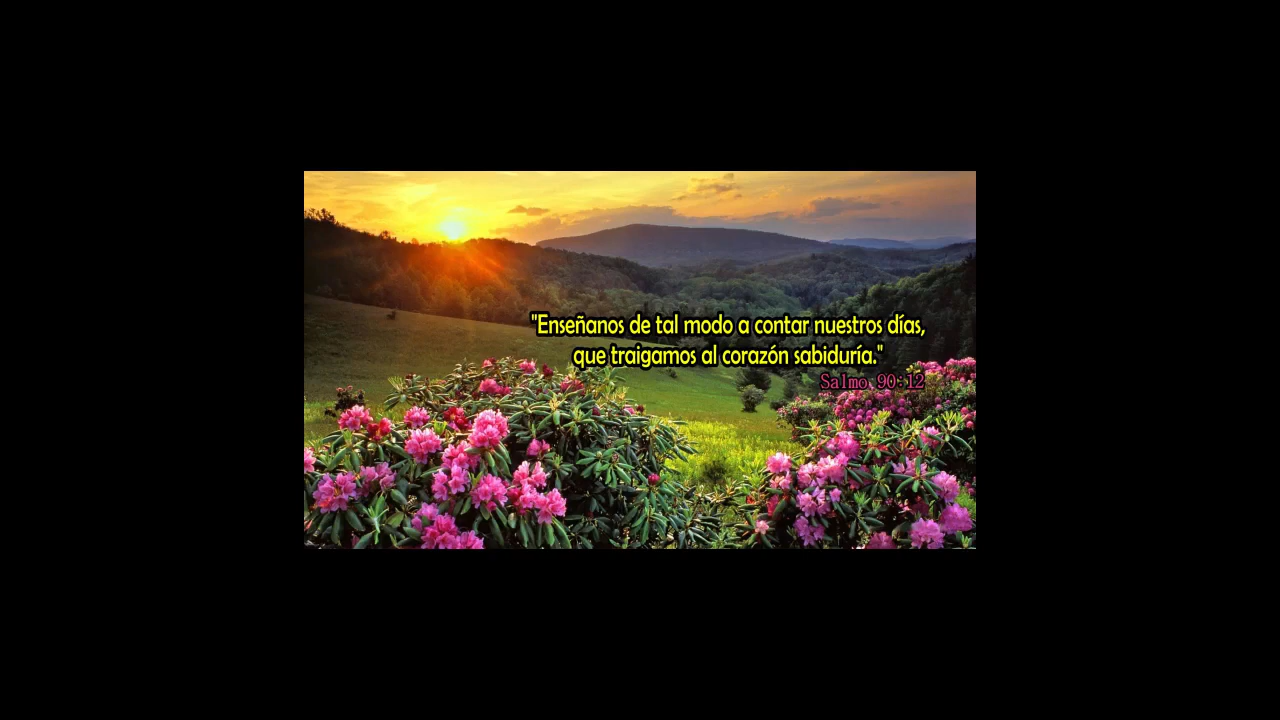 "Enseñanos de tal modo a contar nuestros días,
que traigamos al corazón sabiduría."
Salmo 90:12